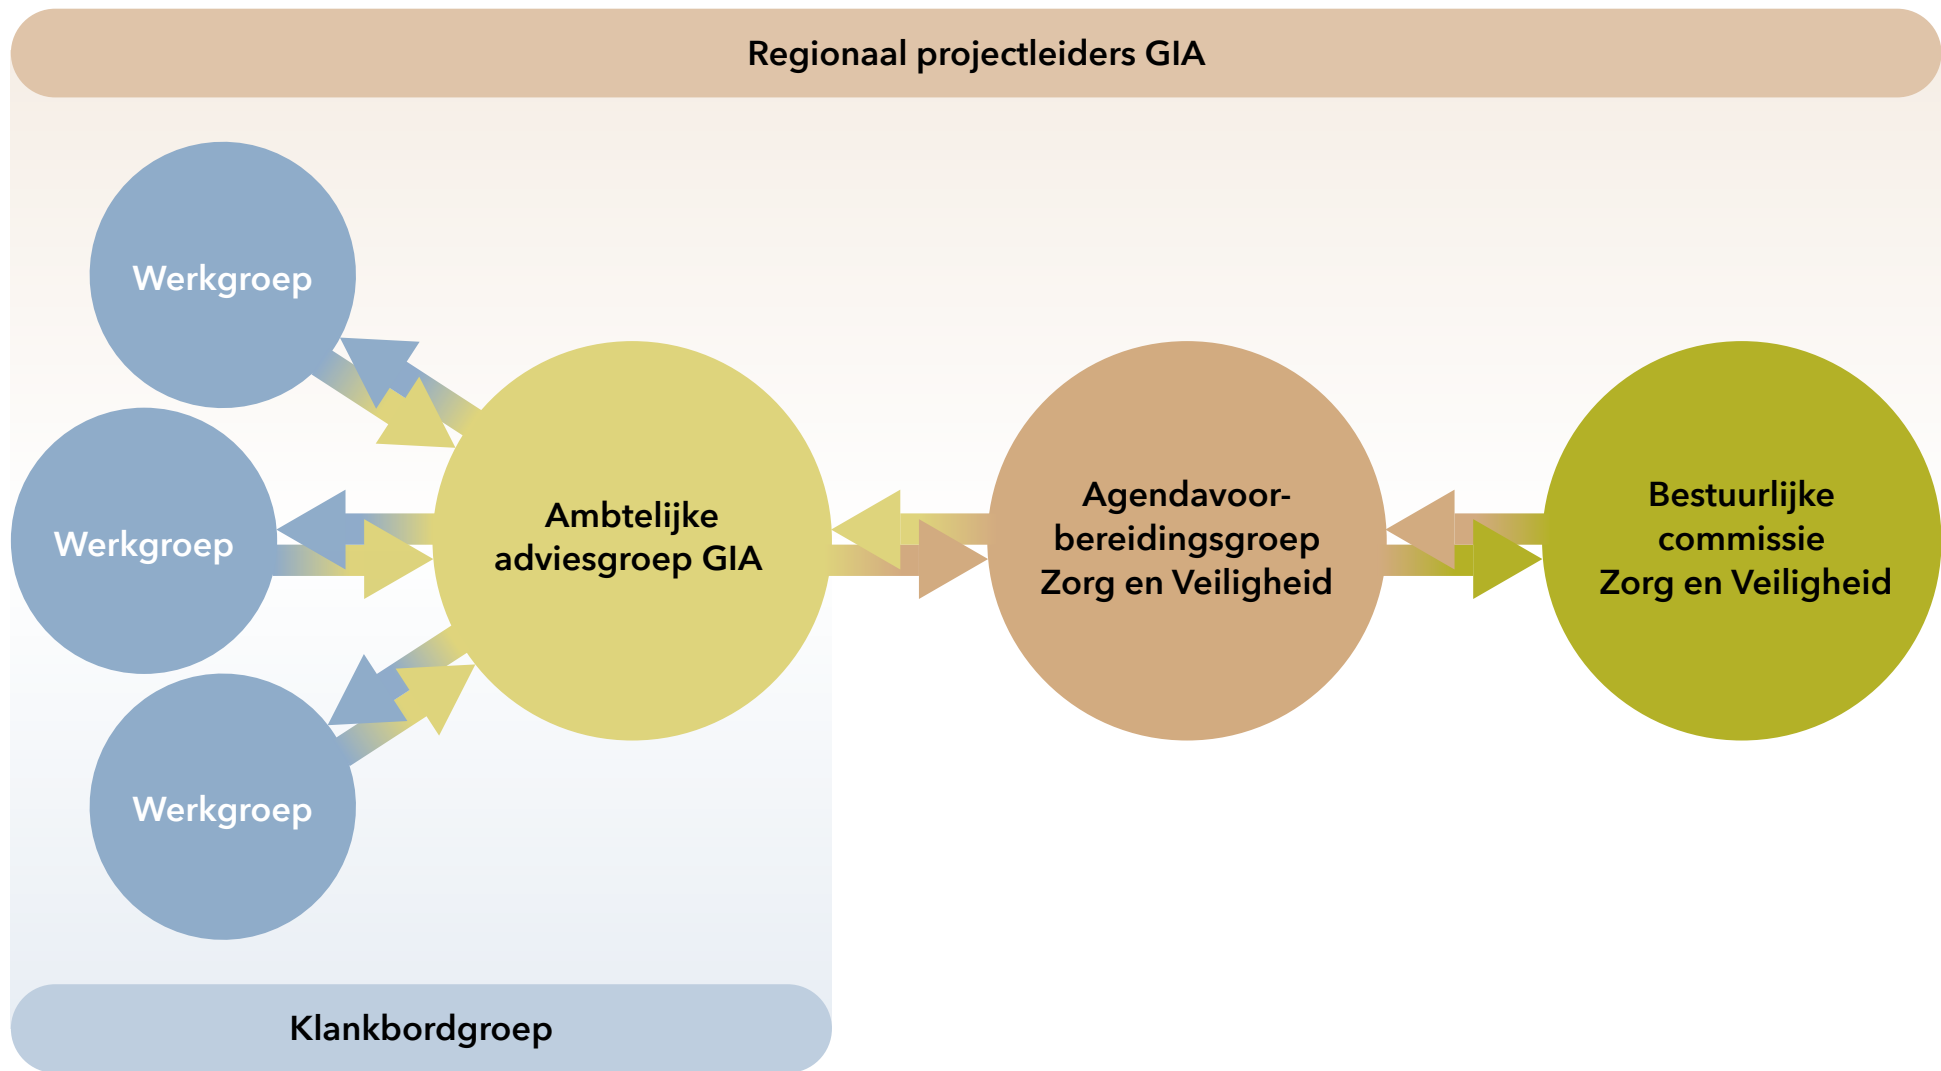 Regionaal projectleiders GIA
Werkgroep
Werkgroep
Werkgroep
Ambtelijke
adviesgroep GIA
Agendavoor-
bereidingsgroep
Zorg en Veiligheid
Bestuurlijke
commissie
Zorg en Veiligheid
Klankbordgroep